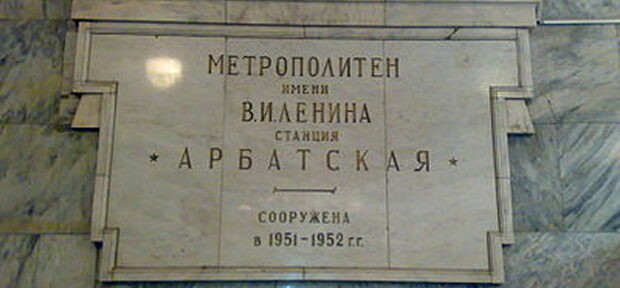 МЕТРОПОЛИТЕН
ИМЕНИ
В.И.ЛЕНИНА
СТАНЦИЯ
★ АРБАТСКАЯ ★
СООРУЖЕНА
в 1951-1952 г.г.